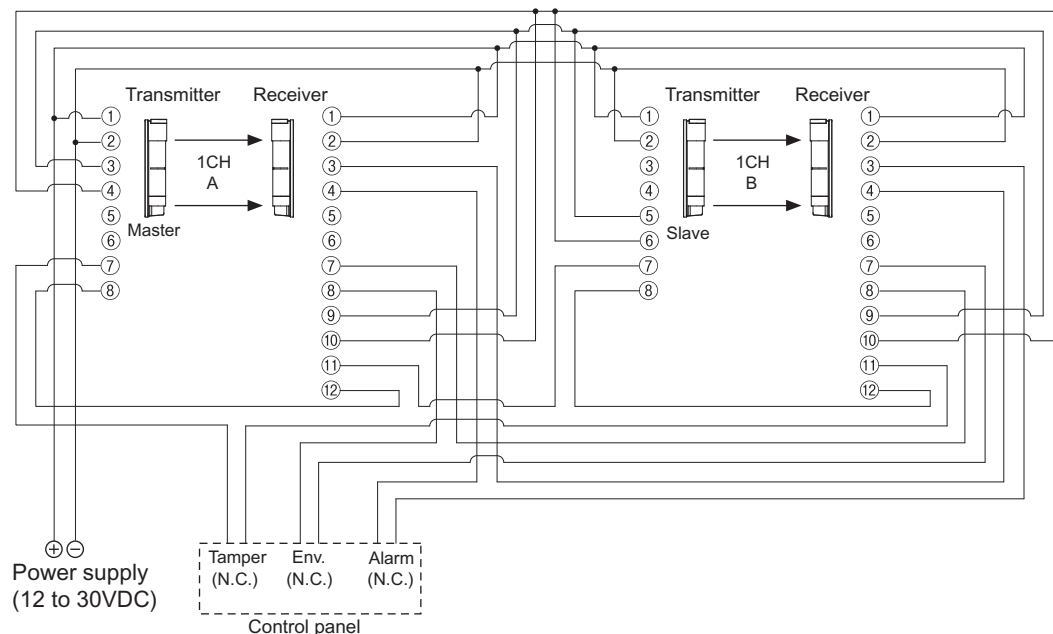 Transmitter Receiver Transmitter Receiver
① ① ① ①
② ② ② ②
③ 1CH ③ ③ 1CH ③
④ A ④ ④ B ④
⑤ Master ⑤ ⑤ Slave ⑤
⑥ ⑥ ⑥ ⑥
⑦ ⑦ ⑦ ⑦
⑧ ⑧ ⑧ ⑧
⑨ ⑨
⑩ ⑩
⑪ ⑪
⑫ ⑫
⊕ ⊖
Power supply
(12 to 30VDC)
Tamper Env. Alarm
(N.C.) (N.C.) (N.C.)
Control panel